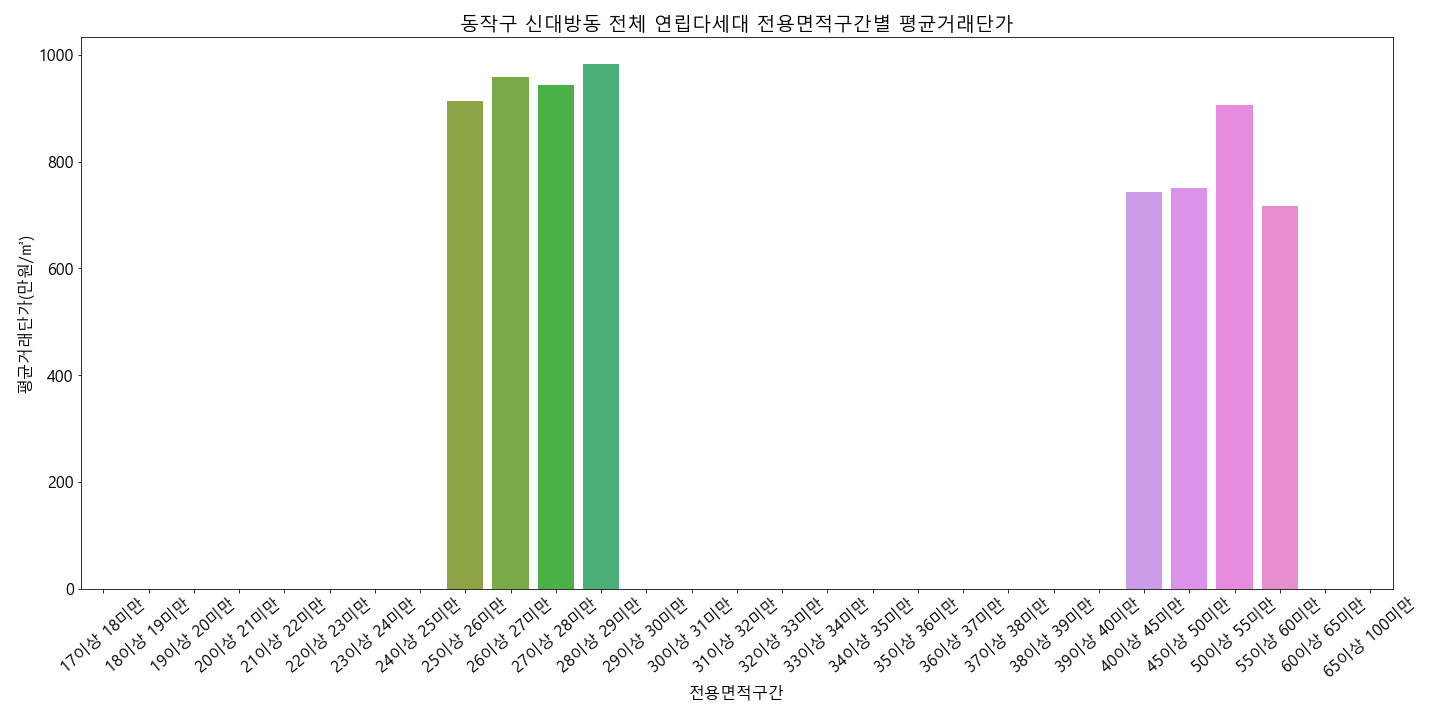 동작구 신대방동 전체 연립다세대 전용면적구간별 평균거래단가
평균거래단가(만원/㎡)
1000
800
600
400
200
0
17이상 18미만
18이상 19미만
19이상 20미만
20이상 21미만
21이상 22미만
22이상 23미만
23이상 24미만
24이상 25미만
25이상 26미만
26이상 27미만
27이상 28미만
28이상 29미만
29이상 30미만
30이상 31미만
31이상 32미만
32이상 33미만
33이상 34미만
34이상 35미만
35이상 36미만
36이상 37미만
37이상 38미만
38이상 39미만
39이상 40미만
40이상 45미만
45이상 50미만
50이상 55미만
55이상 60미만
60이상 65미만
65이상 100미만
전용면적구간